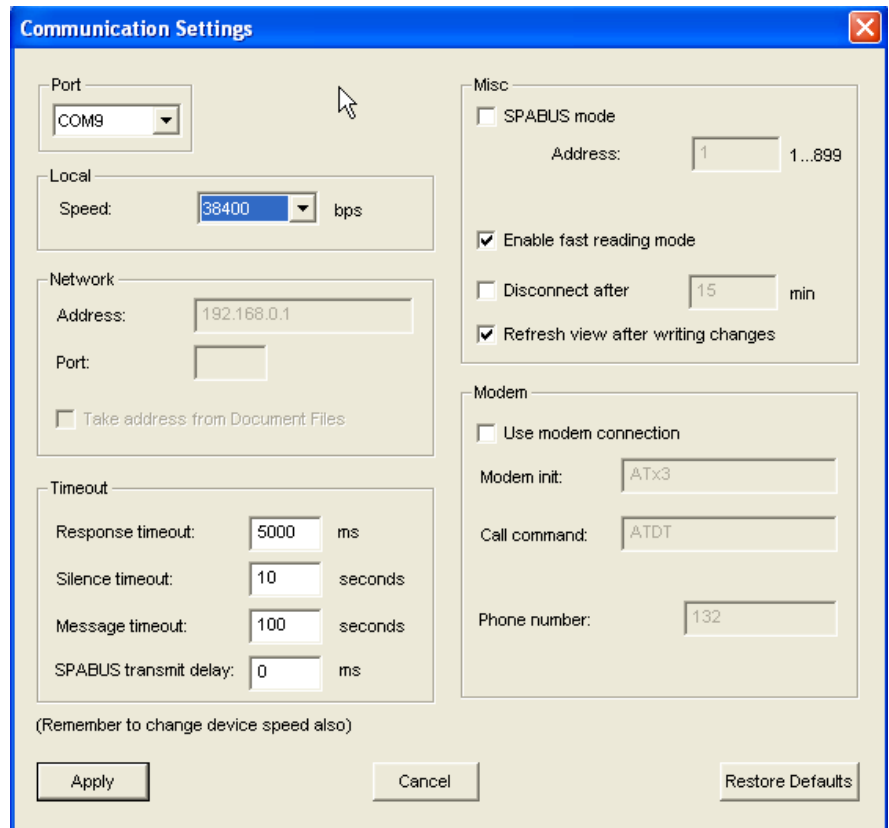 Communication Settings
Port
COM9
Local
Speed: 38400 bps
Network
Address: 192.168.0.1
Port:
Take address from Document Files
Timeout
Response timeout: 5000 ms
Silence timeout: 10 seconds
Message timeout: 100 seconds
SPABUS transmit delay: 0 ms
Misc
SPABUS mode
Address: 1 1...899
Enable fast reading mode
Disconnect after 15 min
Refresh view after writing changes
Modem
Use modem connection
Modem init: ATx3
Call command: ATDT
Phone number: 132
(Remember to change device speed also)
Apply Cancel Restore Defaults